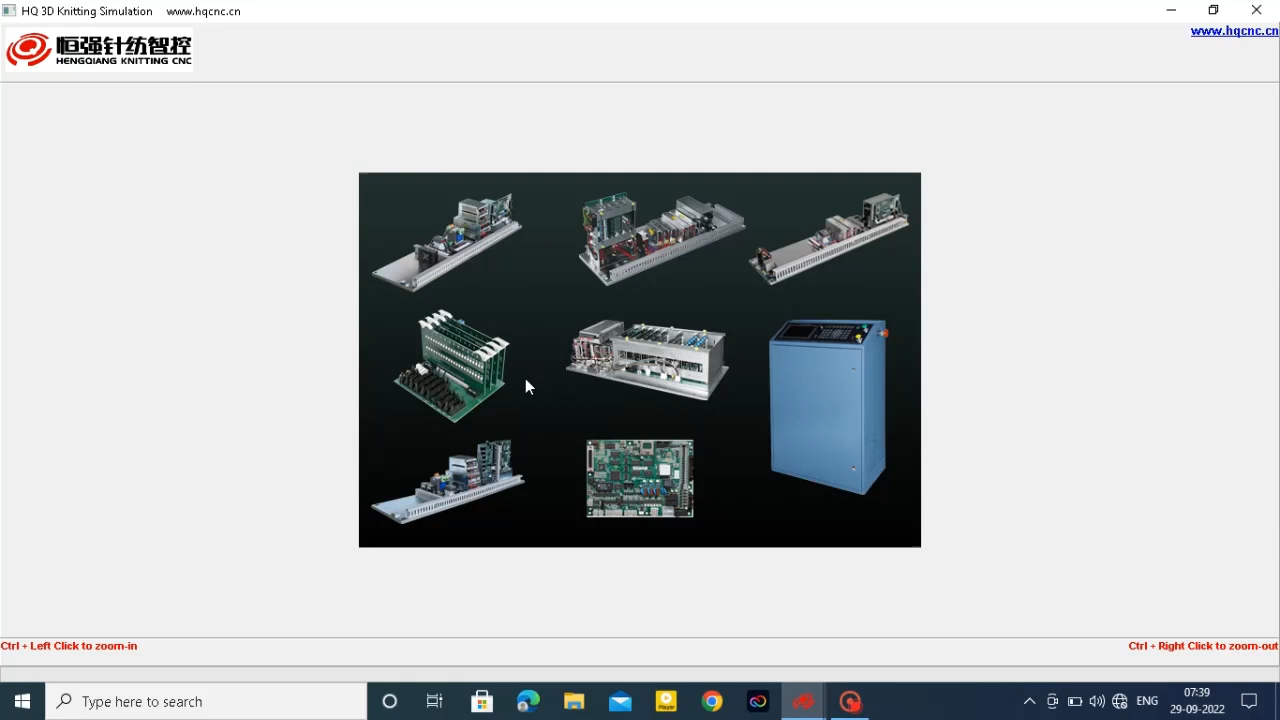 HQ 3D Knitting Simulation www.hqcnc.cn
www.hqcnc.cn
恒强针纺智控
HENGQIANG KNITTING CNC
Ctrl + Left Click to zoom-in
Ctrl + Right Click to zoom-out
Type here to search
Player
ENG
07:39
29-09-2022